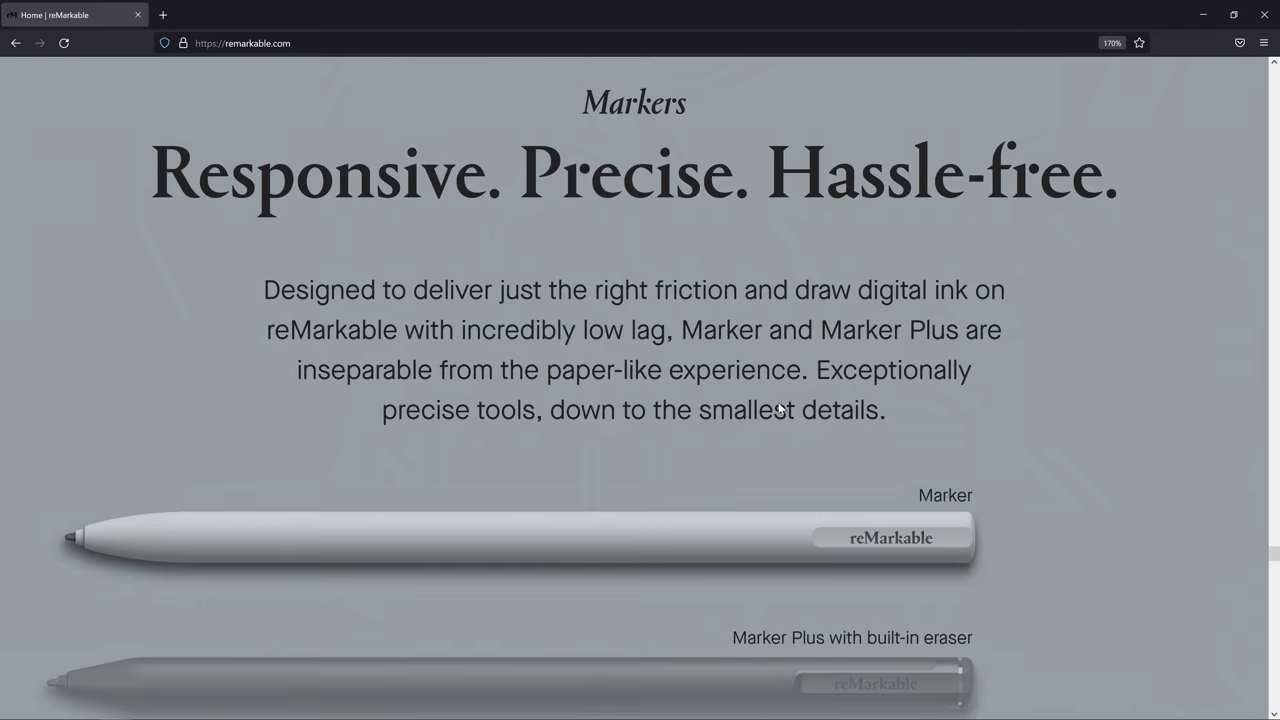 Home | reMarkable
https://remarkable.com
170%
Markers
Responsive. Precise. Hassle-free.
Designed to deliver just the right friction and draw digital ink on
reMarkable with incredibly low lag, Marker and Marker Plus are
inseparable from the paper-like experience. Exceptionally
precise tools, down to the smallest details.
Marker
reMarkable
Marker Plus with built-in eraser
reMarkable